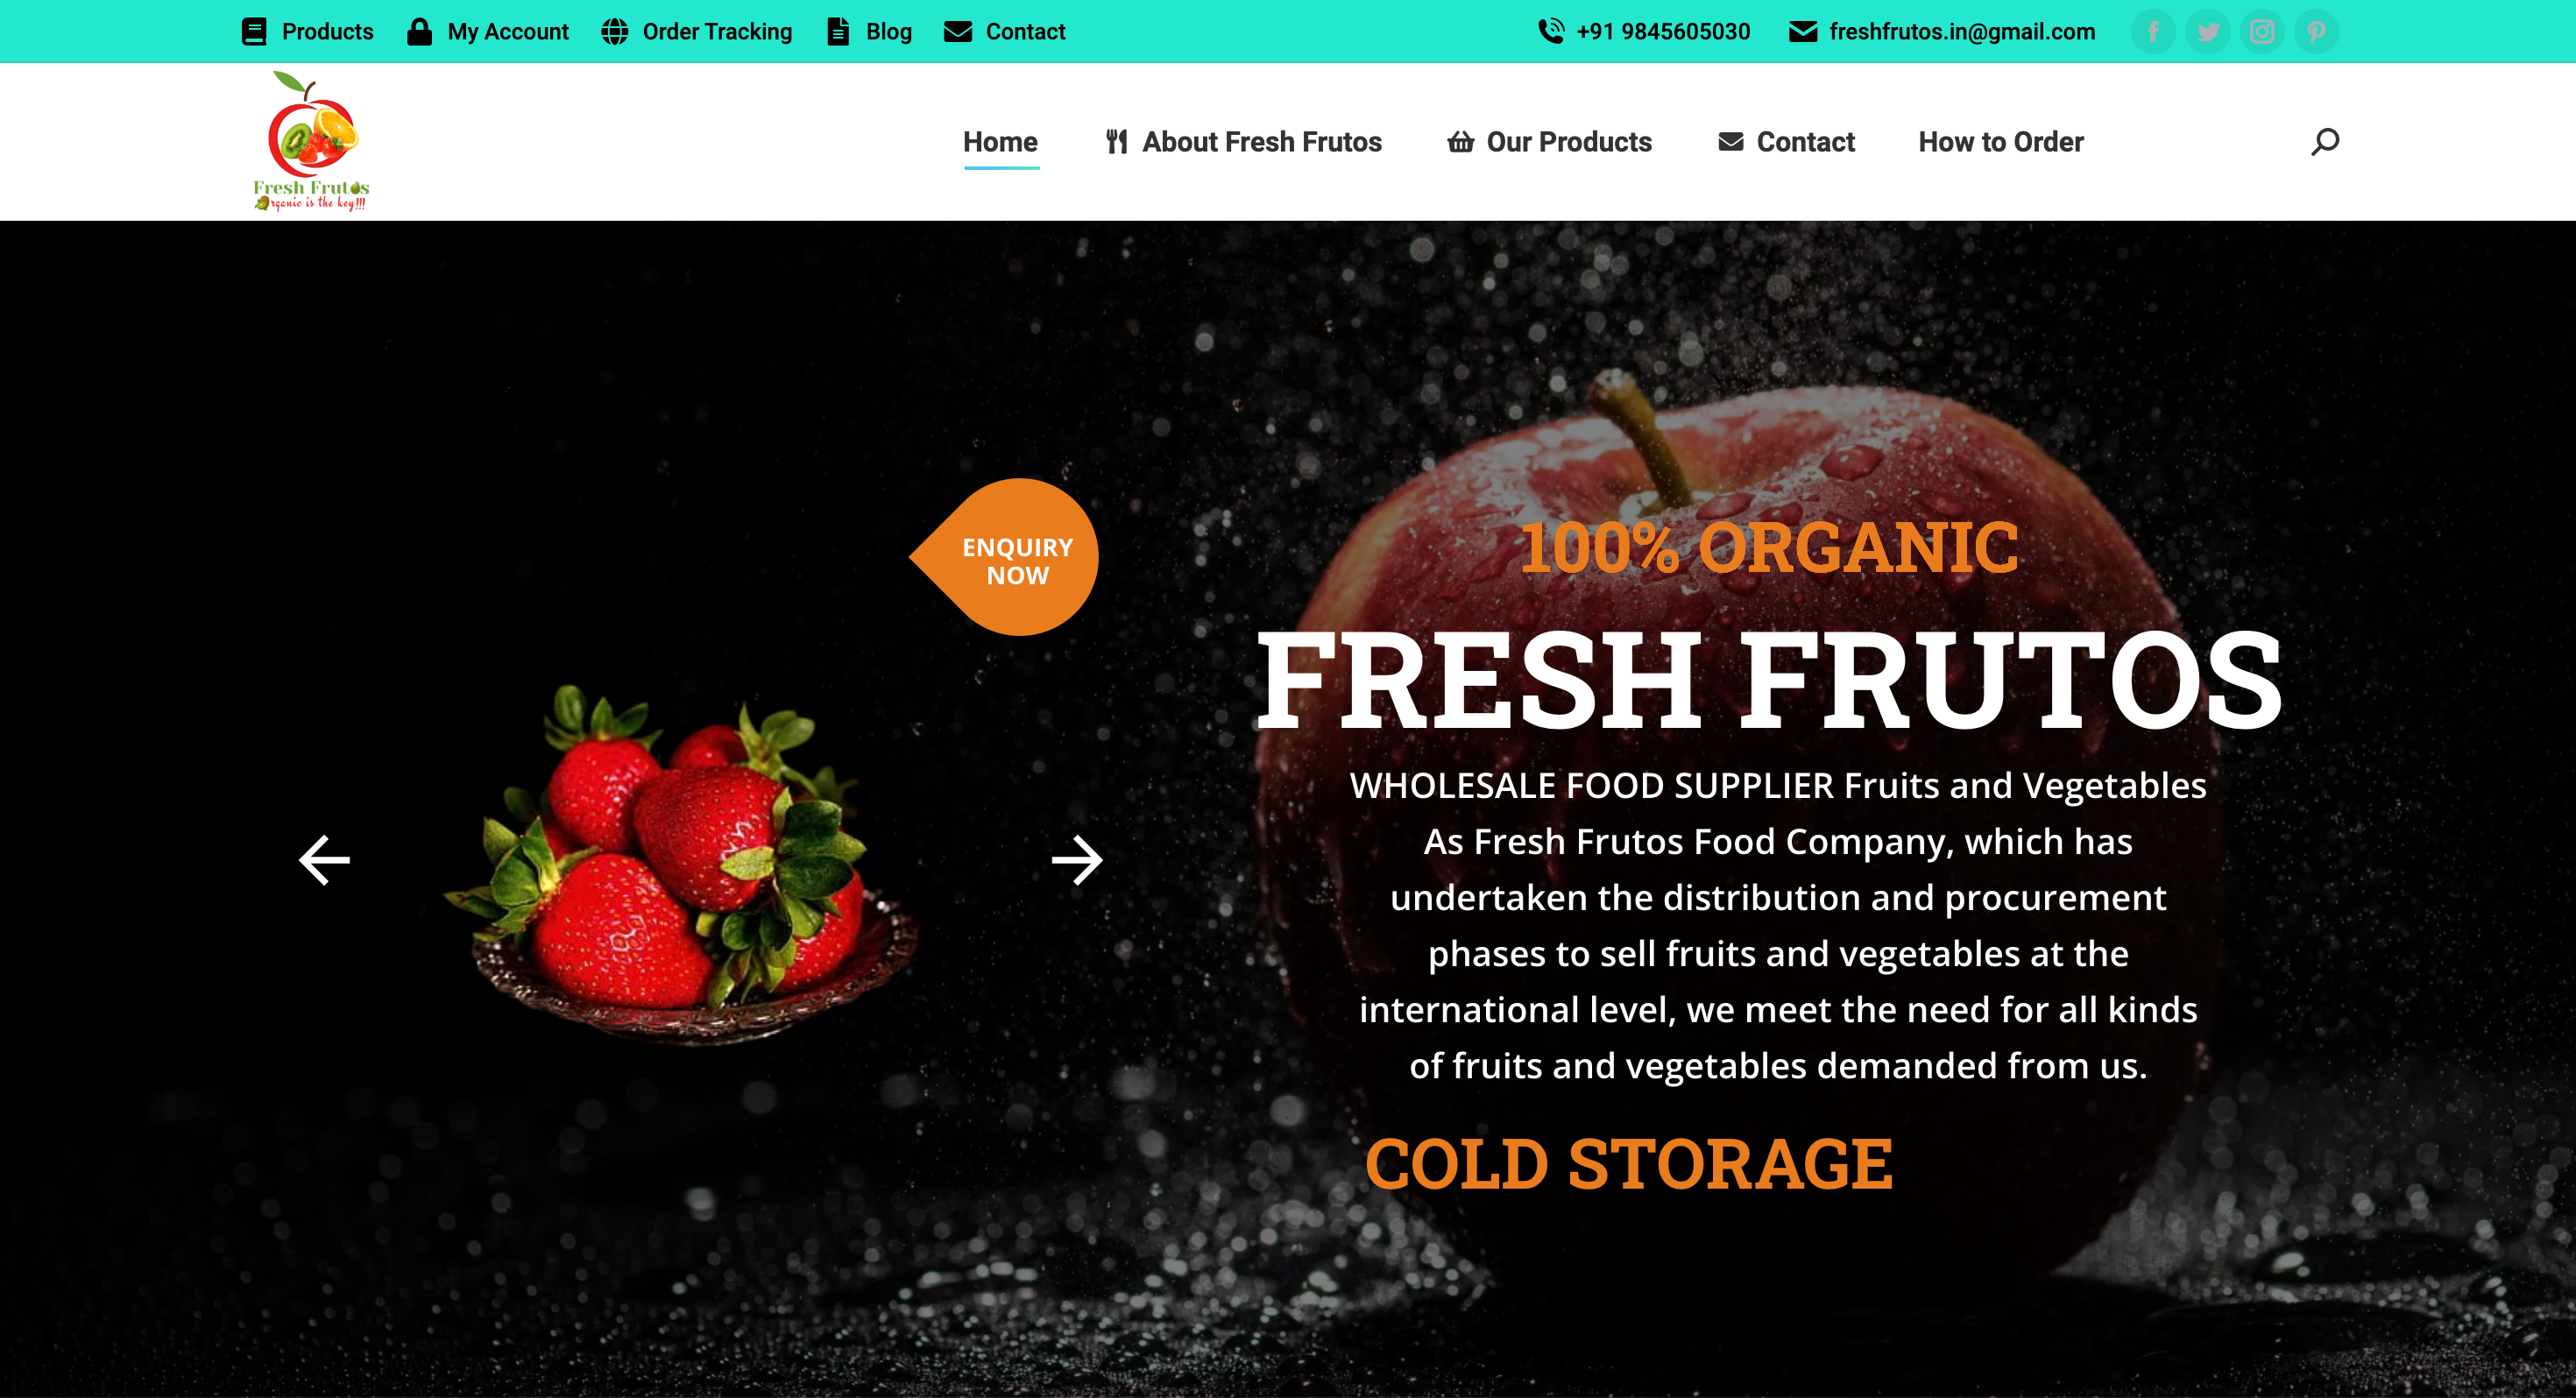 Products My Account Order Tracking Blog Contact +91 9845605030 freshfrutos.in@gmail.com
Fresh Frutos
Organic is the key!!!
Home About Fresh Frutos Our Products Contact How to Order
ENQUIRY
NOW
100% ORGANIC
FRESH FRUTOS
WHOLESALE FOOD SUPPLIER Fruits and Vegetables
As Fresh Frutos Food Company, which has
undertaken the distribution and procurement
phases to sell fruits and vegetables at the
international level, we meet the need for all kinds
of fruits and vegetables demanded from us.
COLD STORAGE